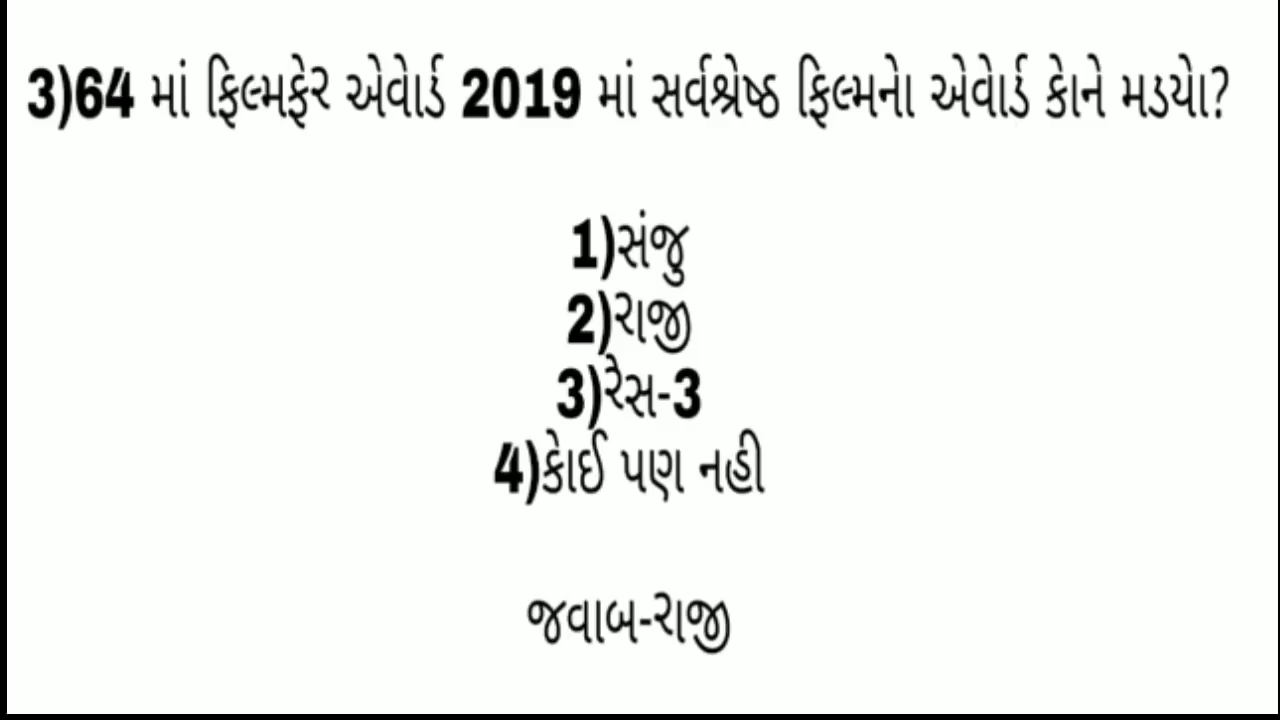 3)64 માં ફિલ્મફેર એવોર્ડ 2019 માં સર્વશ્રેષ્ઠ ફિલ્મનો એવોર્ડ કોને મડયો?
1)સંજુ
2)રાજી
3)રેસ-3
4)કોઈ પણ નહી
જવાબ-રાજી